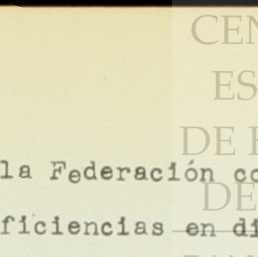 CEN
ES
DE E
la Federación co
DE
ficiencias en di